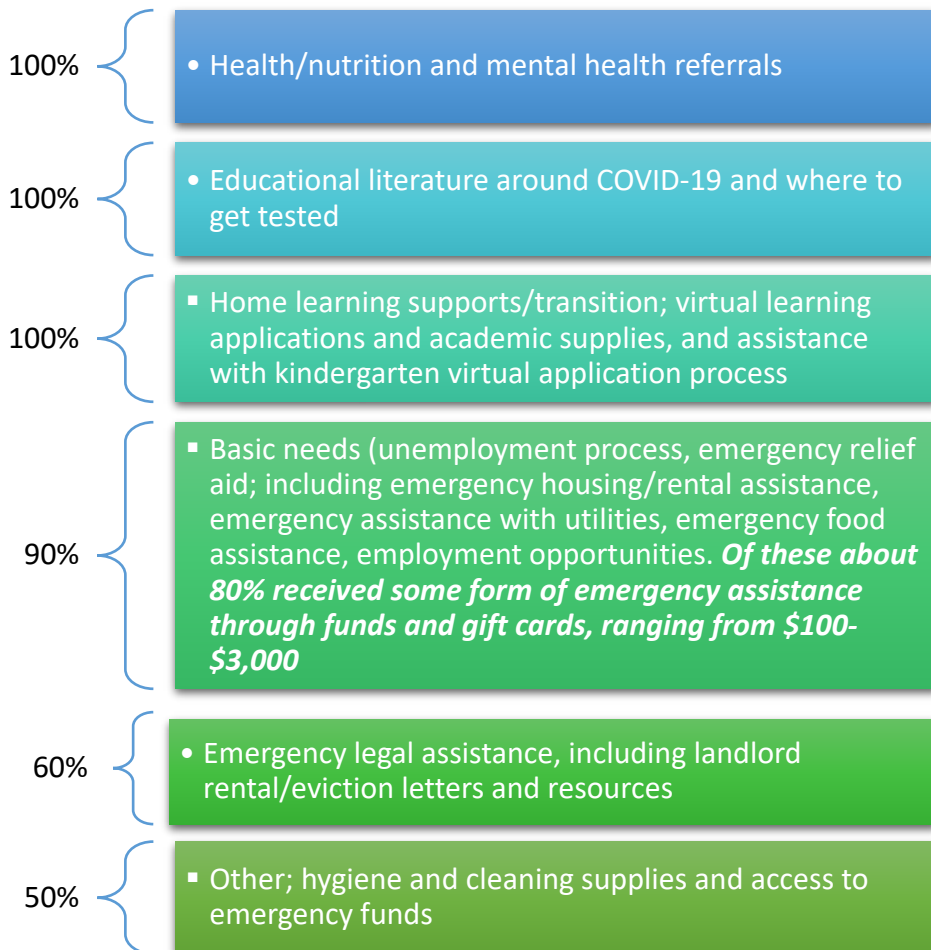 100%
• Health/nutrition and mental health referrals
100%
• Educational literature around COVID-19 and where to
get tested
100%
▪ Home learning supports/transition; virtual learning
applications and academic supplies, and assistance
with kindergarten virtual application process
90%
▪ Basic needs (unemployment process, emergency relief
aid; including emergency housing/rental assistance,
emergency assistance with utilities, emergency food
assistance, employment opportunities. Of these about
80% received some form of emergency assistance
through funds and gift cards, ranging from $100-
$3,000
60%
• Emergency legal assistance, including landlord
rental/eviction letters and resources
50%
▪ Other; hygiene and cleaning supplies and access to
emergency funds